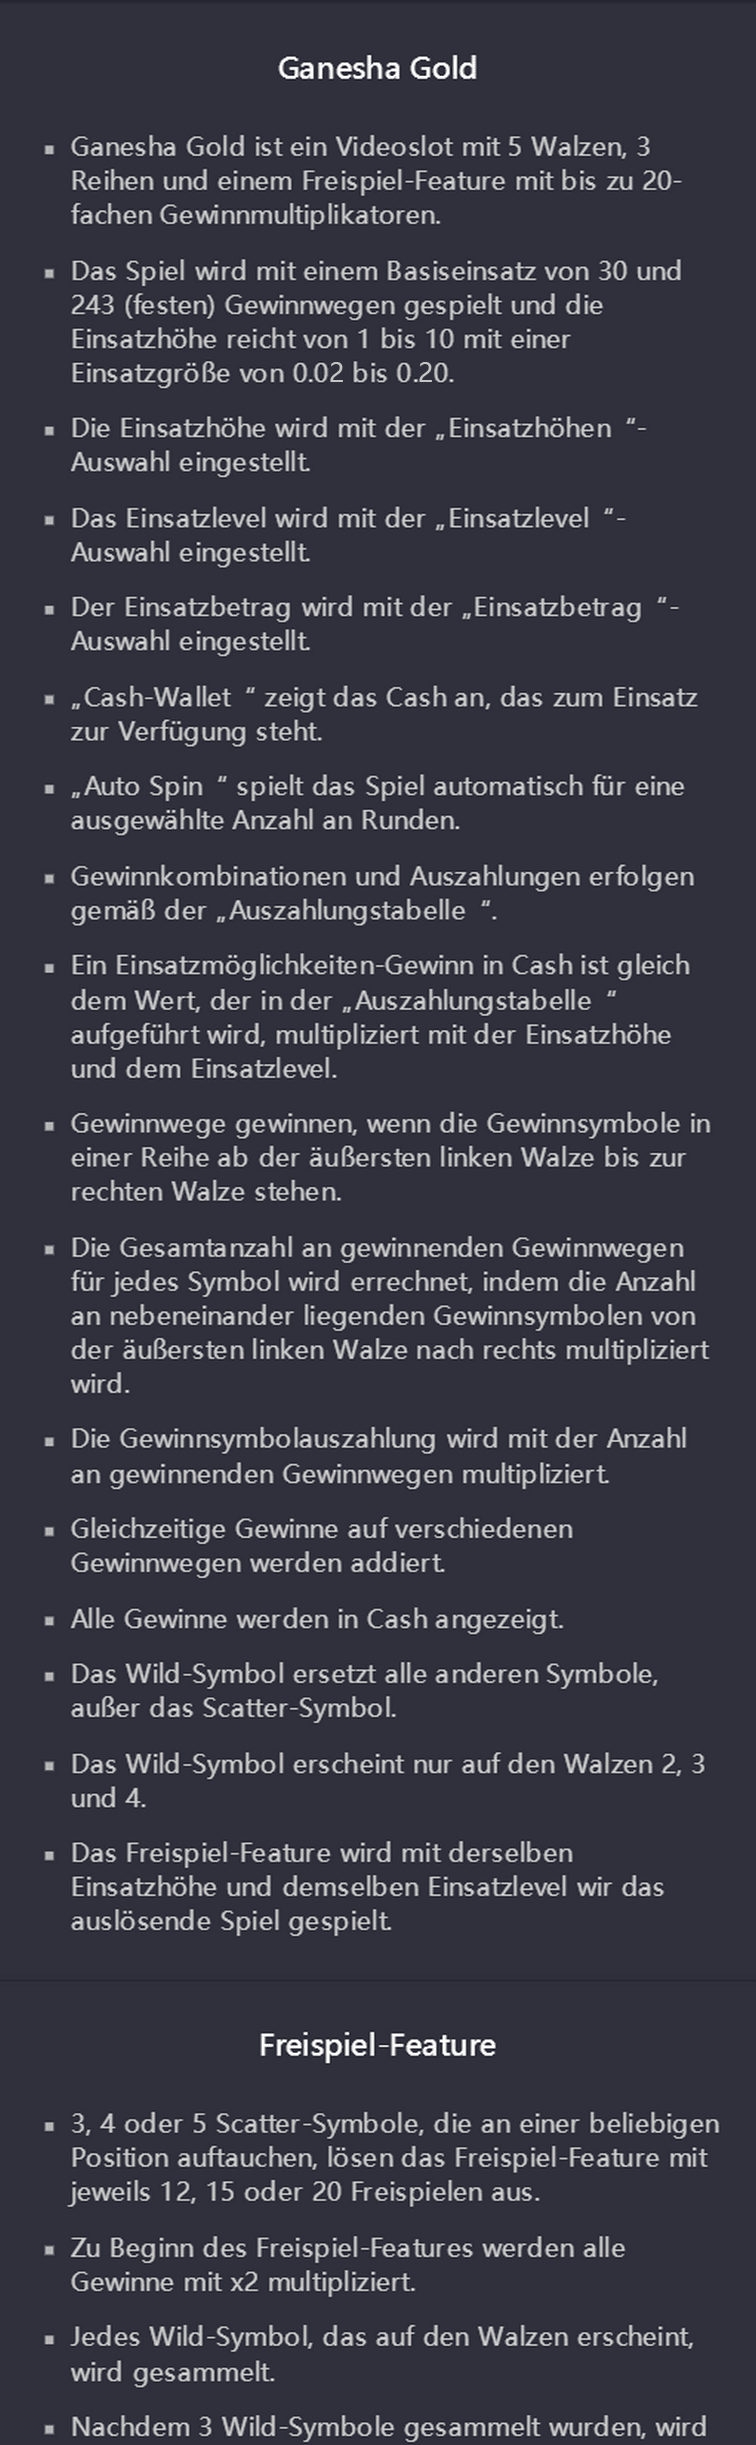 Ganesha Gold
▪ Ganesha Gold ist ein Videoslot mit 5 Walzen, 3
Reihen und einem Freispiel-Feature mit bis zu 20-
fachen Gewinnmultiplikatoren.
▪ Das Spiel wird mit einem Basiseinsatz von 30 und
243 (festen) Gewinnwegen gespielt und die
Einsatzhöhe reicht von 1 bis 10 mit einer
Einsatzgröße von 0.02 bis 0.20.
▪ Die Einsatzhöhe wird mit der „Einsatzhöhen “-
Auswahl eingestellt.
▪ Das Einsatzlevel wird mit der „Einsatzlevel “-
Auswahl eingestellt.
▪ Der Einsatzbetrag wird mit der „Einsatzbetrag “-
Auswahl eingestellt.
▪ „Cash-Wallet “ zeigt das Cash an, das zum Einsatz
zur Verfügung steht.
▪ „Auto Spin “ spielt das Spiel automatisch für eine
ausgewählte Anzahl an Runden.
▪ Gewinnkombinationen und Auszahlungen erfolgen
gemäß der „Auszahlungstabelle “.
▪ Ein Einsatzmöglichkeiten-Gewinn in Cash ist gleich
dem Wert, der in der „Auszahlungstabelle “
aufgeführt wird, multipliziert mit der Einsatzhöhe
und dem Einsatzlevel.
▪ Gewinnwege gewinnen, wenn die Gewinnsymbole in
einer Reihe ab der äußersten linken Walze bis zur
rechten Walze stehen.
▪ Die Gesamtanzahl an gewinnenden Gewinnwegen
für jedes Symbol wird errechnet, indem die Anzahl
an nebeneinander liegenden Gewinnsymbolen von
der äußersten linken Walze nach rechts multipliziert
wird.
▪ Die Gewinnsymbolauszahlung wird mit der Anzahl
an gewinnenden Gewinnwegen multipliziert.
▪ Gleichzeitige Gewinne auf verschiedenen
Gewinnwegen werden addiert.
▪ Alle Gewinne werden in Cash angezeigt.
▪ Das Wild-Symbol ersetzt alle anderen Symbole,
außer das Scatter-Symbol.
▪ Das Wild-Symbol erscheint nur auf den Walzen 2, 3
und 4.
▪ Das Freispiel-Feature wird mit derselben
Einsatzhöhe und demselben Einsatzlevel wir das
auslösende Spiel gespielt.
Freispiel-Feature
▪ 3, 4 oder 5 Scatter-Symbole, die an einer beliebigen
Position auftauchen, lösen das Freispiel-Feature mit
jeweils 12, 15 oder 20 Freispielen aus.
▪ Zu Beginn des Freispiel-Features werden alle
Gewinne mit x2 multipliziert.
▪ Jedes Wild-Symbol, das auf den Walzen erscheint,
wird gesammelt.
▪ Nachdem 3 Wild-Symbole gesammelt wurden, wird